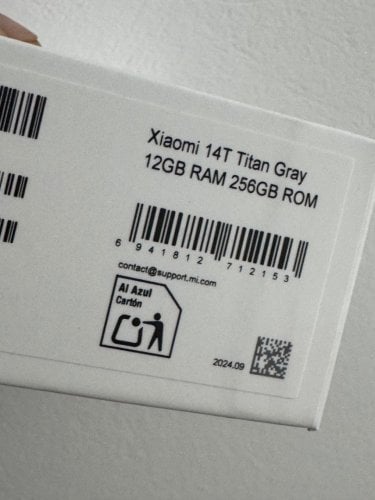 Xiaomi 14T Titan Gray
12GB RAM 256GB ROM
6 941812 712153
contact@support.mi.com
Al Azul
Cartón
2024.09